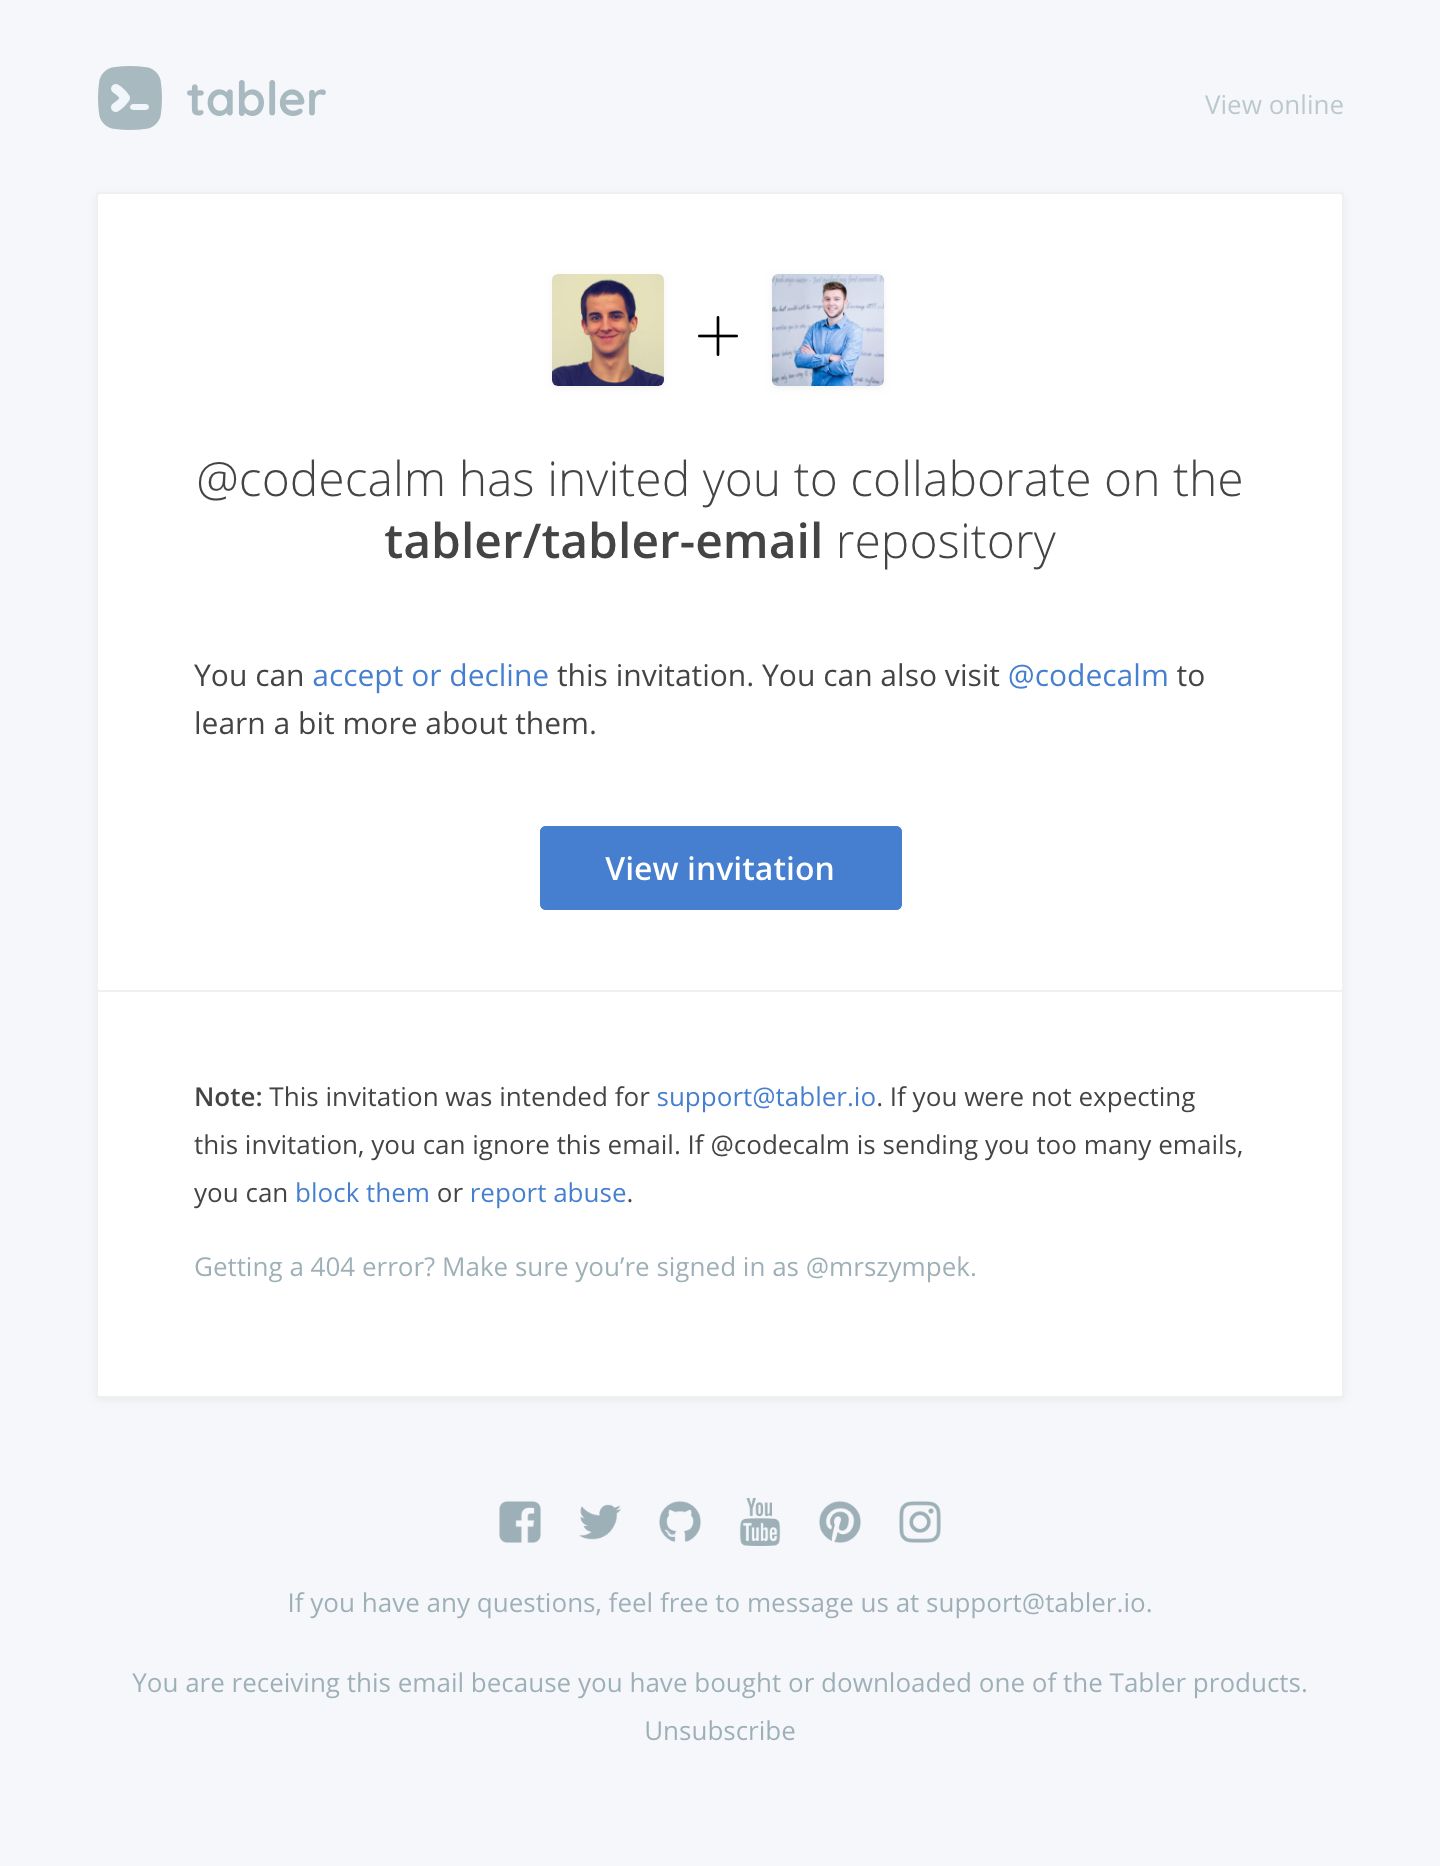 tabler
View online
@codecalm has invited you to collaborate on the
tabler/tabler-email repository
You can accept or decline this invitation. You can also visit @codecalm to
learn a bit more about them.
View invitation
Note: This invitation was intended for support@tabler.io. If you were not expecting
this invitation, you can ignore this email. If @codecalm is sending you too many emails,
you can block them or report abuse.
Getting a 404 error? Make sure you’re signed in as @mrszympek.
You
Tube
If you have any questions, feel free to message us at support@tabler.io.
You are receiving this email because you have bought or downloaded one of the Tabler products.
Unsubscribe